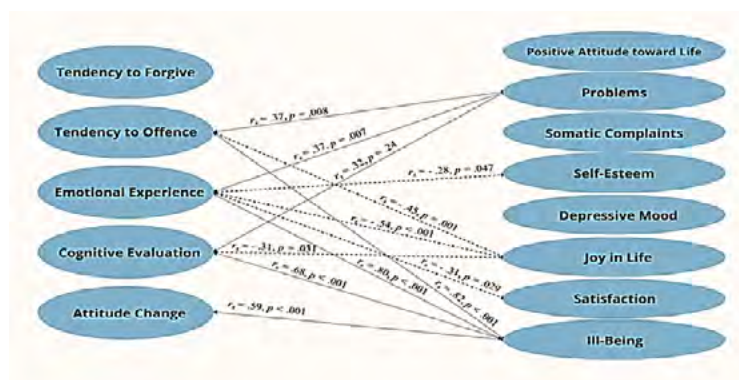 Tendency to Forgive
Tendency to Offence
Emotional Experience
Cognitive Evaluation
Attitude Change
rs = .37, p = .008
rs = .37, p = .007
rs = .32, p = .24
rs = - .28, p = .047
rs = - .45, p = .001
rs = - .54, p < .001
rs = - .31, p = .031
rs = - .31, p = .029
rs = .68, p < .001
rs = .80, p < .001
rs = .82, p < .001
rs = .59, p < .001
Positive Attitude toward Life
Problems
Somatic Complaints
Self-Esteem
Depressive Mood
Joy in Life
Satisfaction
Ill-Being